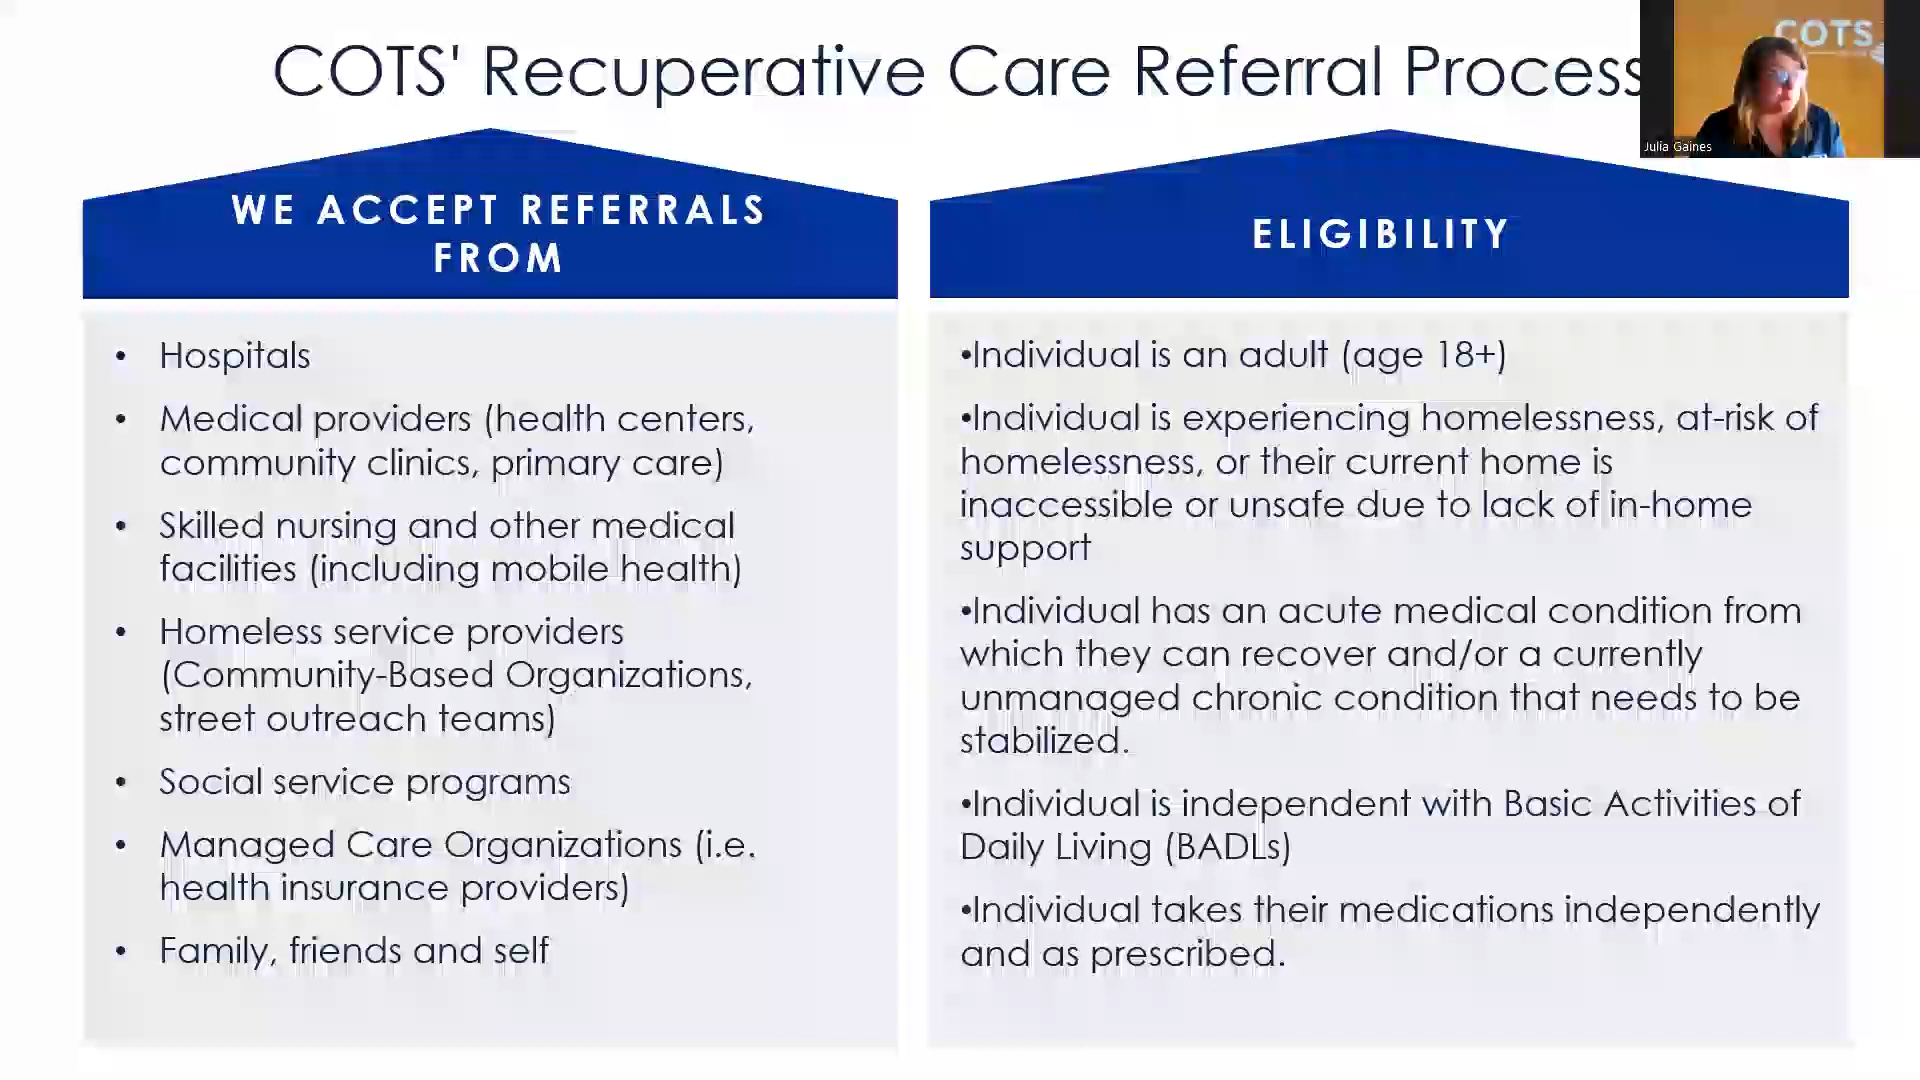 COTS' Recuperative Care Referral Process
COTS
Julia Gaines
WE ACCEPT REFERRALS
FROM
• Hospitals
• Medical providers (health centers,
community clinics, primary care)
• Skilled nursing and other medical
facilities (including mobile health)
• Homeless service providers
(Community-Based Organizations,
street outreach teams)
• Social service programs
• Managed Care Organizations (i.e.
health insurance providers)
• Family, friends and self
ELIGIBILITY
•Individual is an adult (age 18+)
•Individual is experiencing homelessness, at-risk of
homelessness, or their current home is
inaccessible or unsafe due to lack of in-home
support
•Individual has an acute medical condition from
which they can recover and/or a currently
unmanaged chronic condition that needs to be
stabilized.
•Individual is independent with Basic Activities of
Daily Living (BADLs)
•Individual takes their medications independently
and as prescribed.